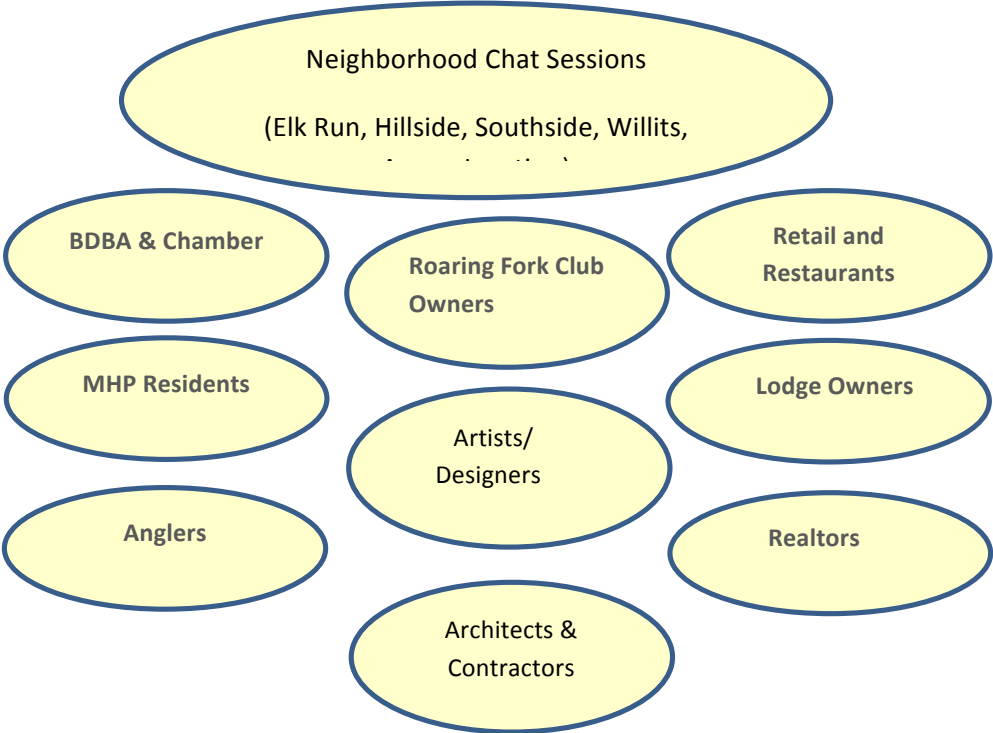 Neighborhood Chat Sessions
(Elk Run, Hillside, Southside, Willits,
BDBA & Chamber
Roaring Fork Club
Owners
Retail and
Restaurants
MHP Residents
Artists/
Designers
Lodge Owners
Anglers
Realtors
Architects &
Contractors